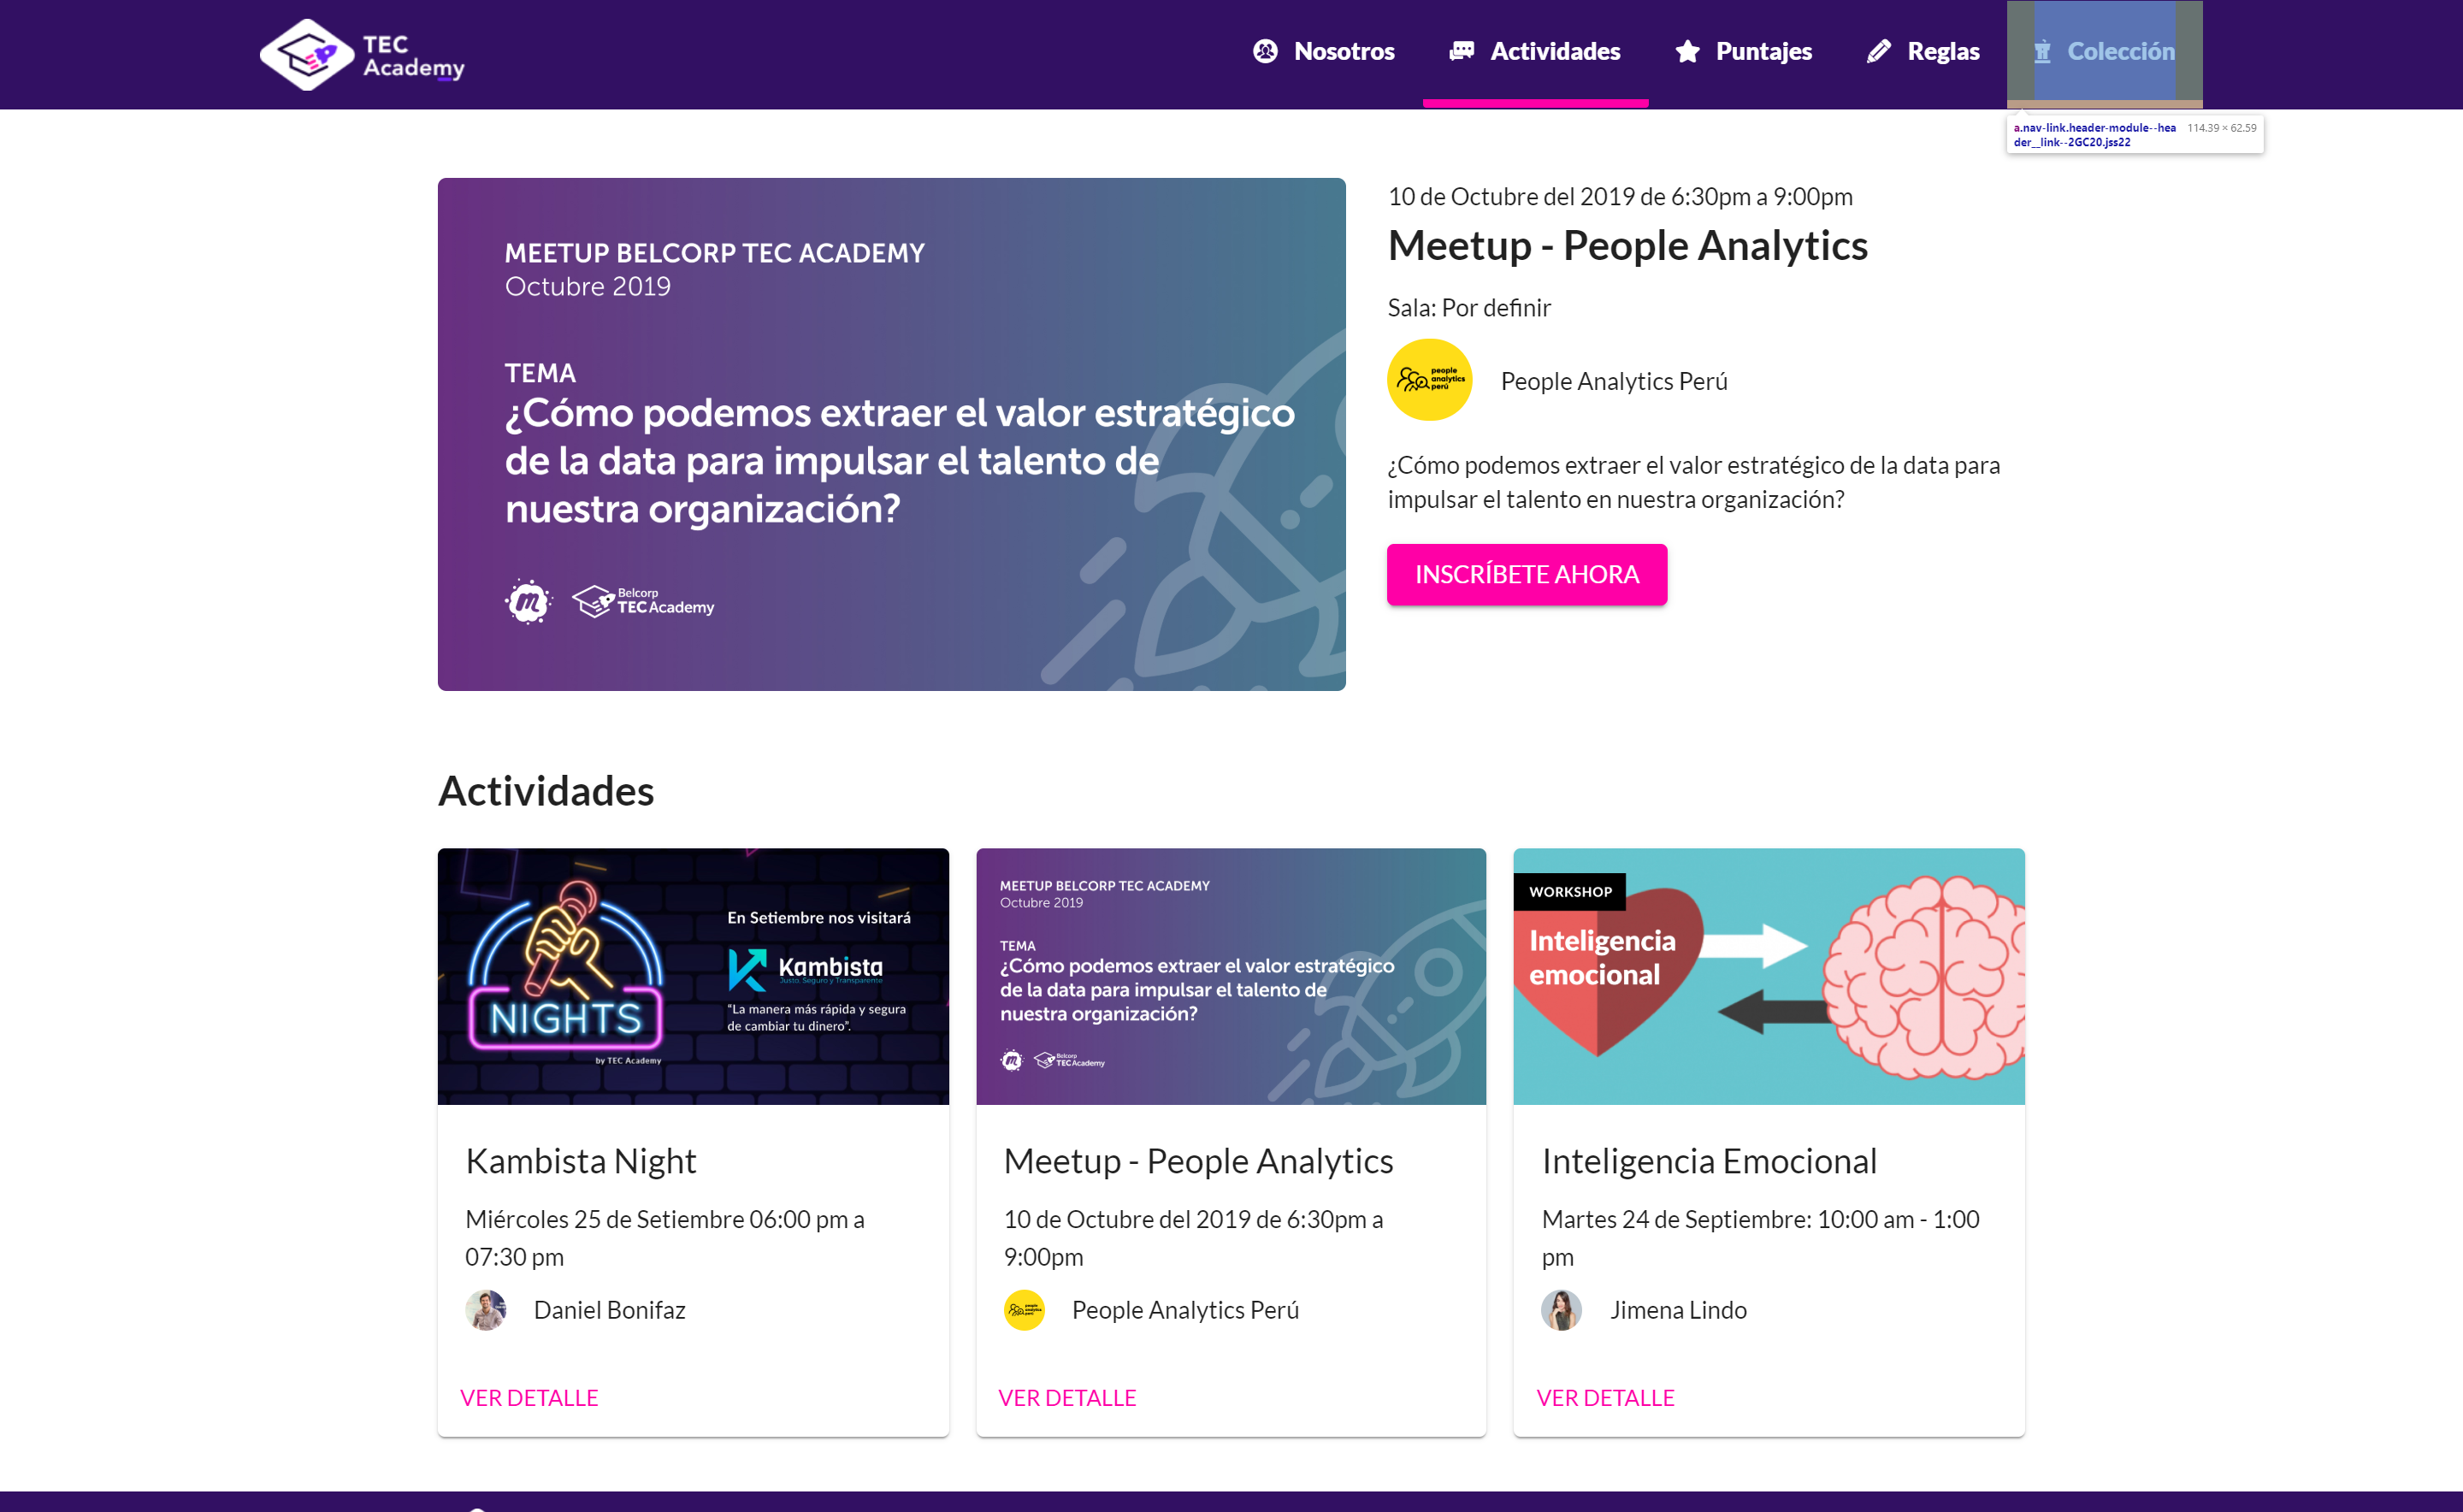 TEC
Academy
Nosotros
Actividades
Puntajes
Reglas
Colección
a.nav-link.header-module--hea
der__link--2GC20.jss22
114.39 × 62.59
MEETUP BELCORP TEC ACADEMY
Octubre 2019
TEMA
¿Cómo podemos extraer el valor estratégico
de la data para impulsar el talento de
nuestra organización?
m
Belcorp
TEC Academy
10 de Octubre del 2019 de 6:30pm a 9:00pm
Meetup - People Analytics
Sala: Por definir
people
analytics
perú
People Analytics Perú
¿Cómo podemos extraer el valor estratégico de la data para
impulsar el talento en nuestra organización?
INSCRÍBETE AHORA
Actividades
NIGHTS
by TEC Academy
En Setiembre nos visitará
Kambista
Justo, Seguro y Transparente
"La manera más rápida y segura
de cambiar tu dinero".
Kambista Night
Miércoles 25 de Setiembre 06:00 pm a
07:30 pm
Daniel Bonifaz
VER DETALLE
MEETUP BELCORP TEC ACADEMY
Octubre 2019
TEMA
¿Cómo podemos extraer el valor estratégico
de la data para impulsar el talento de
nuestra organización?
m
Belcorp
TEC Academy
Meetup - People Analytics
10 de Octubre del 2019 de 6:30pm a
9:00pm
people
analytics
perú
People Analytics Perú
VER DETALLE
WORKSHOP
Inteligencia
emocional
Inteligencia Emocional
Martes 24 de Septiembre: 10:00 am - 1:00
pm
Jimena Lindo
VER DETALLE